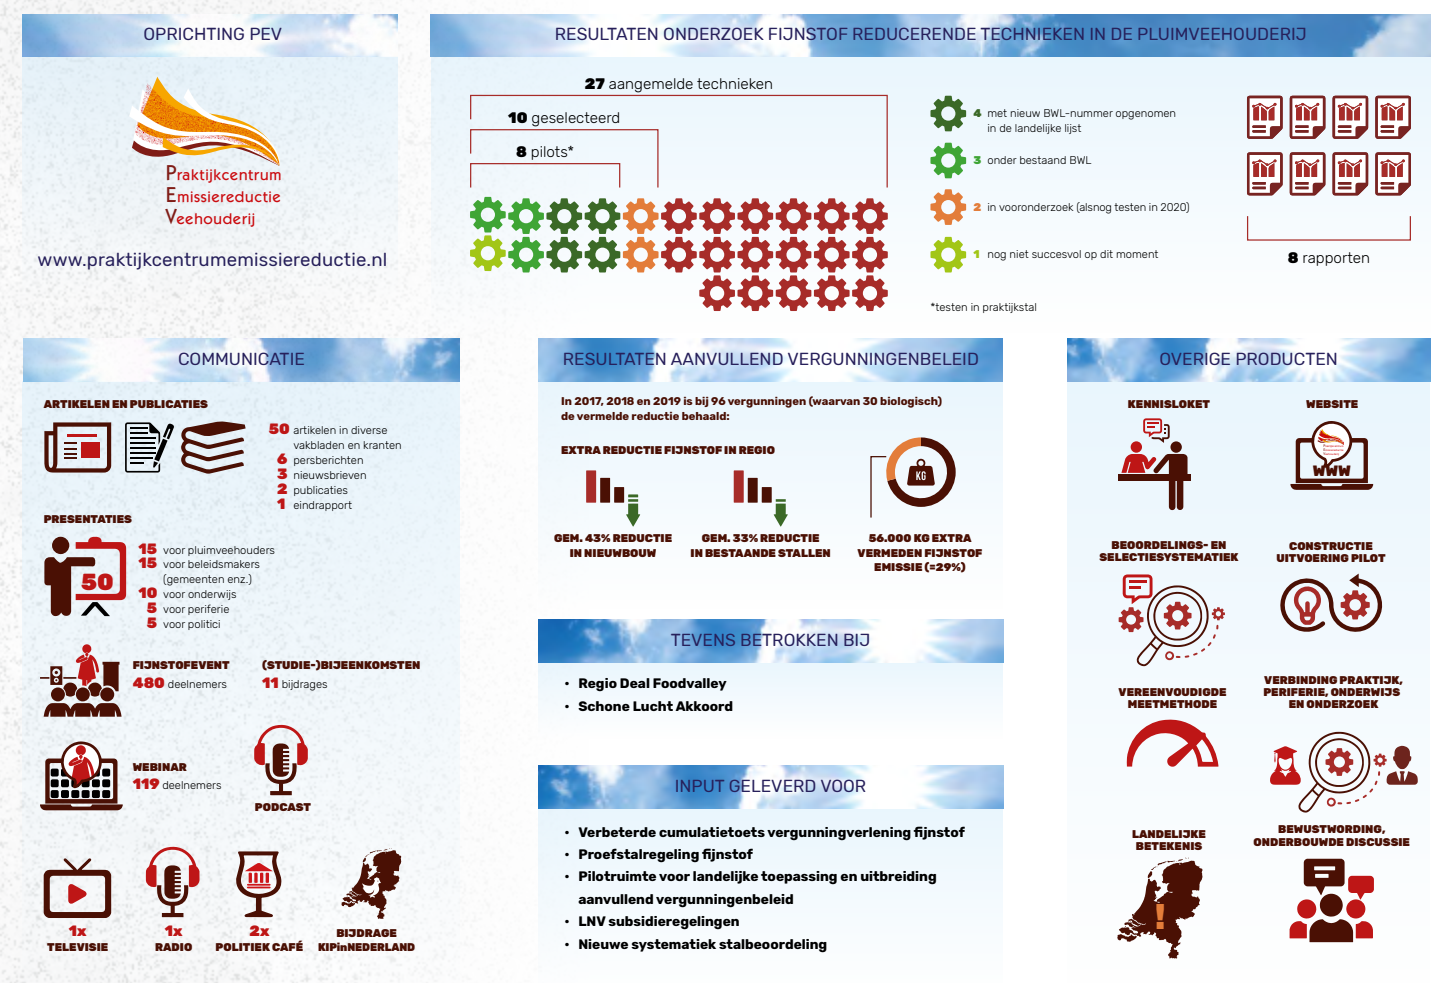 OPRICHTING PEV
Praktijkcentrum
Emissiereductie
Veehouderij
www.praktijkcentrumemissiereductie.nl
RESULTATEN ONDERZOEK FIJNSTOF REDUCERENDE TECHNIEKEN IN DE PLUIMVEEHOUDERIJ
27 aangemelde technieken
10 geselecteerd
8 pilots*
4 met nieuw BWL-nummer opgenomen
in de landelijke lijst
3 onder bestaand BWL
2 in vooronderzoek (alsnog testen in 2020)
1 nog niet succesvol op dit moment
*testen in praktijkstal
8 rapporten
COMMUNICATIE
ARTIKELEN EN PUBLICATIES
50 artikelen in diverse
vakbladen en kranten
6 persberichten
3 nieuwsbrieven
2 publicaties
1 eindrapport
PRESENTATIES
50
15 voor pluimveehouders
15 voor beleidsmakers
(gemeenten enz.)
10 voor onderwijs
5 voor periferie
5 voor politici
FIJNSTOFEVENT
480 deelnemers
(STUDIE-)BIJEENKOMSTEN
11 bijdrages
WEBINAR
119 deelnemers
PODCAST
1x
TELEVISIE
1x
RADIO
2x
POLITIEK CAFÉ
BIJDRAGE
KIPinNEDERLAND
RESULTATEN AANVULLEND VERGUNNINGENBELEID
In 2017, 2018 en 2019 is bij 96 vergunningen (waarvan 30 biologisch)
de vermelde reductie behaald:
EXTRA REDUCTIE FIJNSTOF IN REGIO
GEM. 43% REDUCTIE
IN NIEUWBOUW
GEM. 33% REDUCTIE
IN BESTAANDE STALLEN
KG
56.000 KG EXTRA
VERMEDEN FIJNSTOF
EMISSIE (=29%)
TEVENS BETROKKEN BIJ
• Regio Deal Foodvalley
• Schone Lucht Akkoord
INPUT GELEVERD VOOR
• Verbeterde cumulatietoets vergunningverlening fijnstof
• Proefstalregeling fijnstof
• Pilotruimte voor landelijke toepassing en uitbreiding
aanvullend vergunningenbeleid
• LNV subsidieregelingen
• Nieuwe systematiek stalbeoordeling
OVERIGE PRODUCTEN
KENNISLOKET
WEBSITE
WWW
BEOORDELINGS- EN
SELECTIESYSTEMATIEK
CONSTRUCTIE
UITVOERING PILOT
VEREENVOUDIGDE
MEETMETHODE
VERBINDING PRAKTIJK,
PERIFERIE, ONDERWIJS
EN ONDERZOEK
LANDELIJKE
BETEKENIS
!
BEWUSTWORDING,
ONDERBOUWDE DISCUSSIE